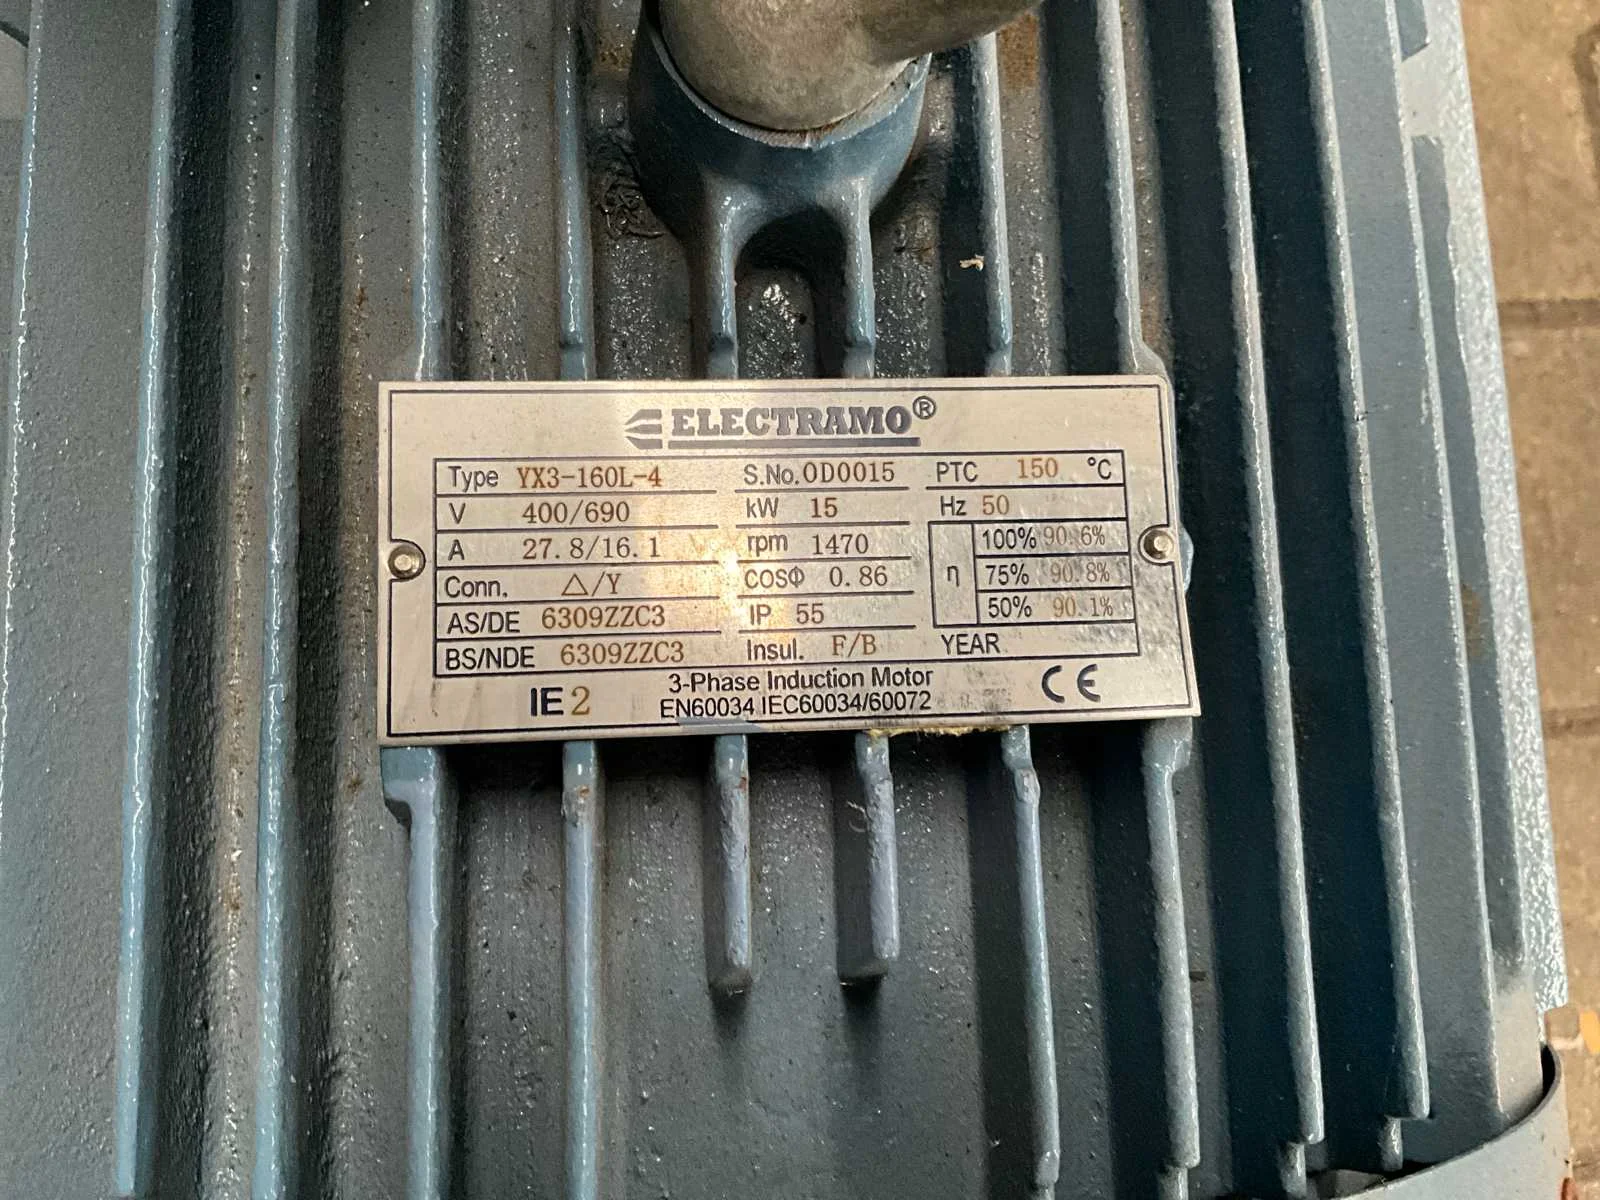 ELECTRAMO®
Type YX3-160L-4 S.No. 0D0015 PTC 150 °C
V 400/690 kW 15 Hz 50
A 27.8/16.1 rpm 1470 η 100% 90.6%
Conn. △/Y COSΦ 0.86 75% 90.8%
AS/DE 6309ZZC3 IP 55 50% 90.1%
BS/NDE 6309ZZC3 Insul. F/B YEAR
IE2 3-Phase Induction Motor CE
EN60034 IEC60034/60072